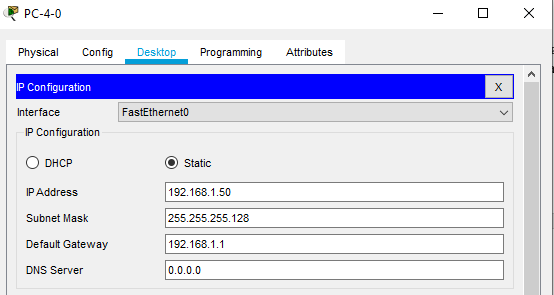 PC-4-0
Physical Config Desktop Programming Attributes
IP Configuration X
Interface FastEthernet0
IP Configuration
DHCP Static
IP Address 192.168.1.50
Subnet Mask 255.255.255.128
Default Gateway 192.168.1.1
DNS Server 0.0.0.0